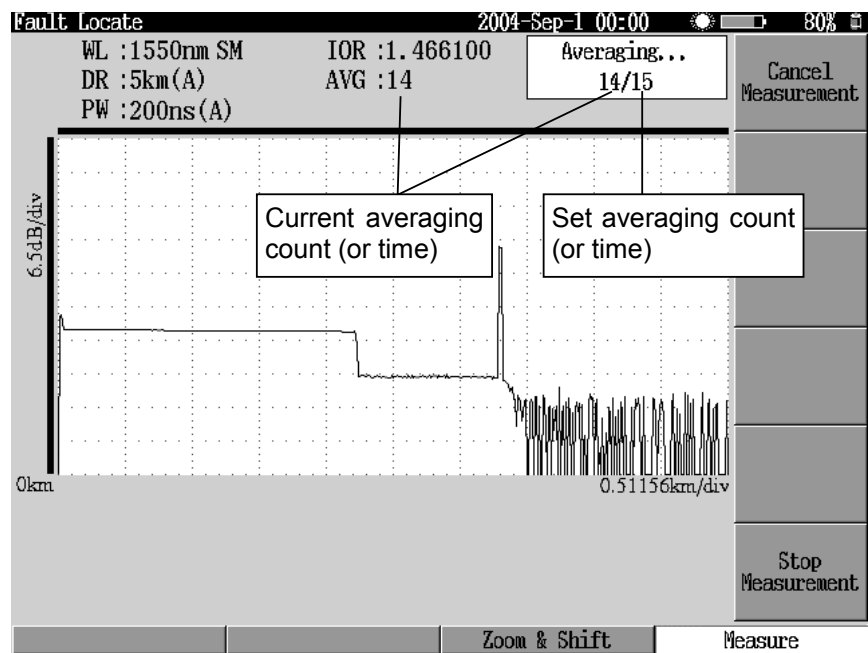 Fault Locate 2004-Sep-1 00:00 80%
WL :1550nm SM IOR :1.466100
DR :5km(A) AVG :14
PW :200ns(A)
Averaging...
14/15
Cancel
Measurement
6.5dB/div
Current averaging
count (or time)
Set averaging count
(or time)
0km 0.51156km/div
Stop
Measurement
Zoom & Shift Measure